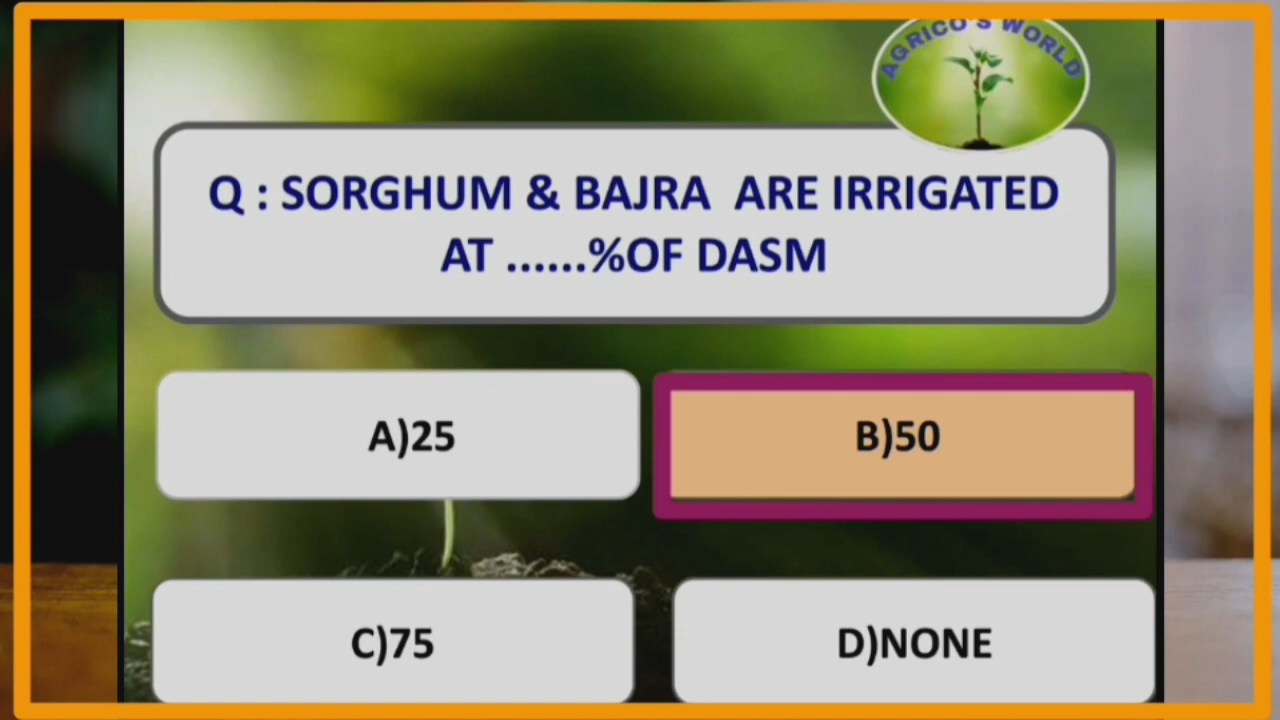 AGRICO'S WORLD
Q : SORGHUM & BAJRA ARE IRRIGATED
AT ......%OF DASM
A)25
B)50
C)75
D)NONE